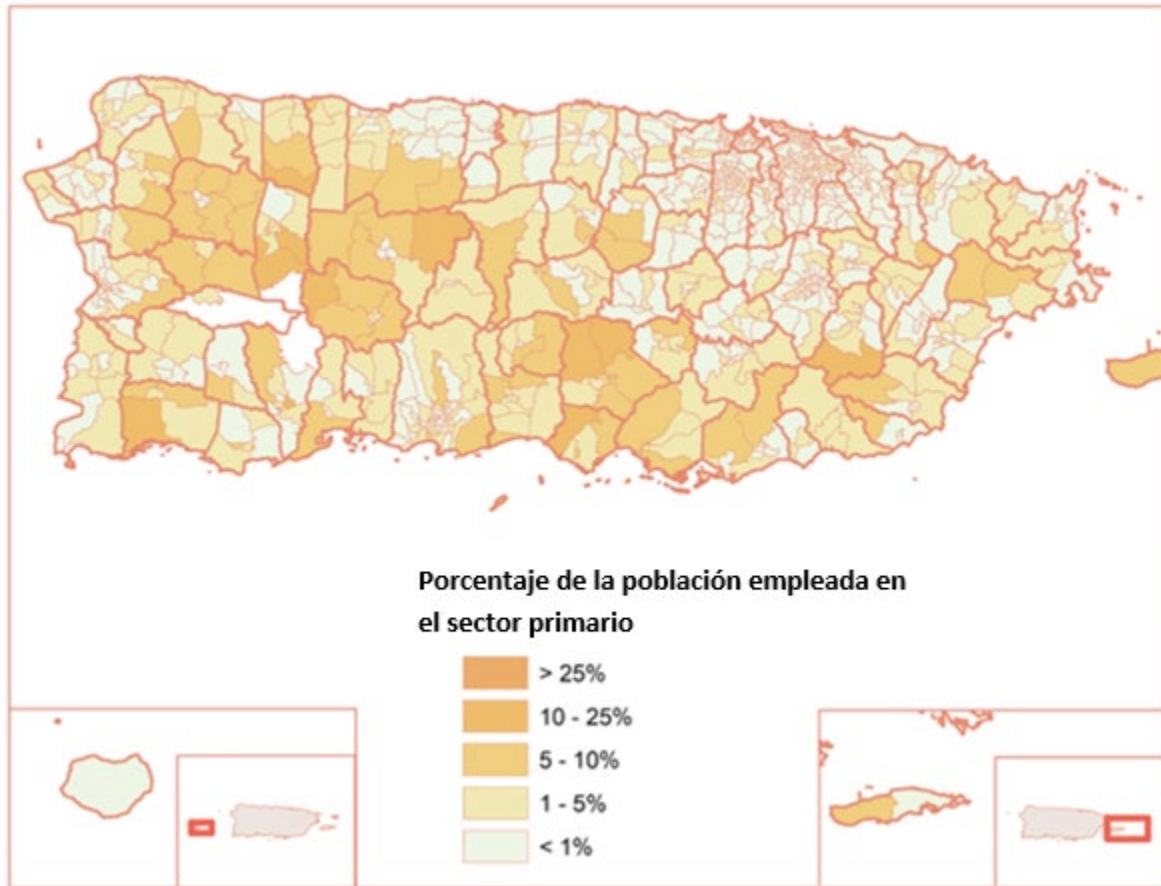 Porcentaje de la población empleada en
el sector primario
> 25%
10 - 25%
5 - 10%
1 - 5%
< 1%